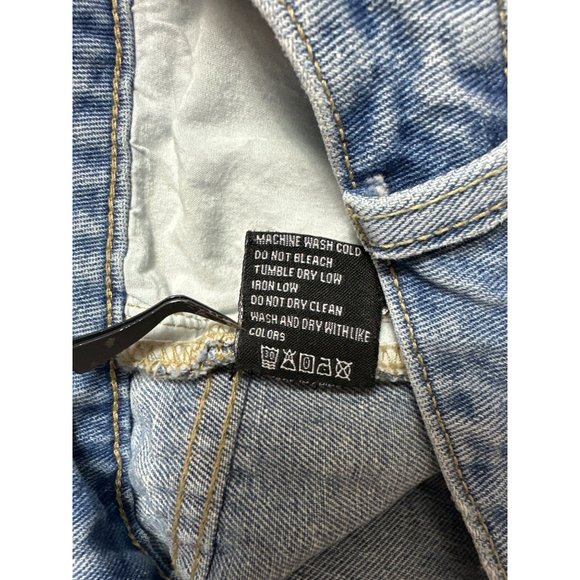 MACHINE WASH COLD
DO NOT BLEACH
TUMBLE DRY LOW
IRON LOW
DO NOT DRY CLEAN
WASH AND DRY WITH LIKE
COLORS
30